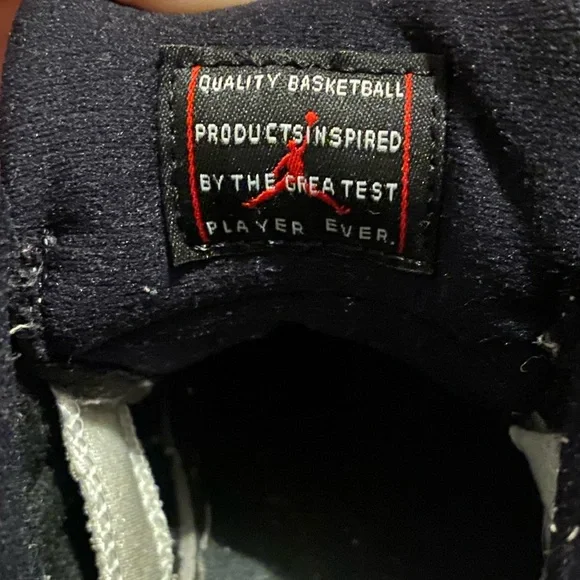 QUALITY BASKETBALL
PRODUCTS INSPIRED
BY THE GREATEST
PLAYER EVER.